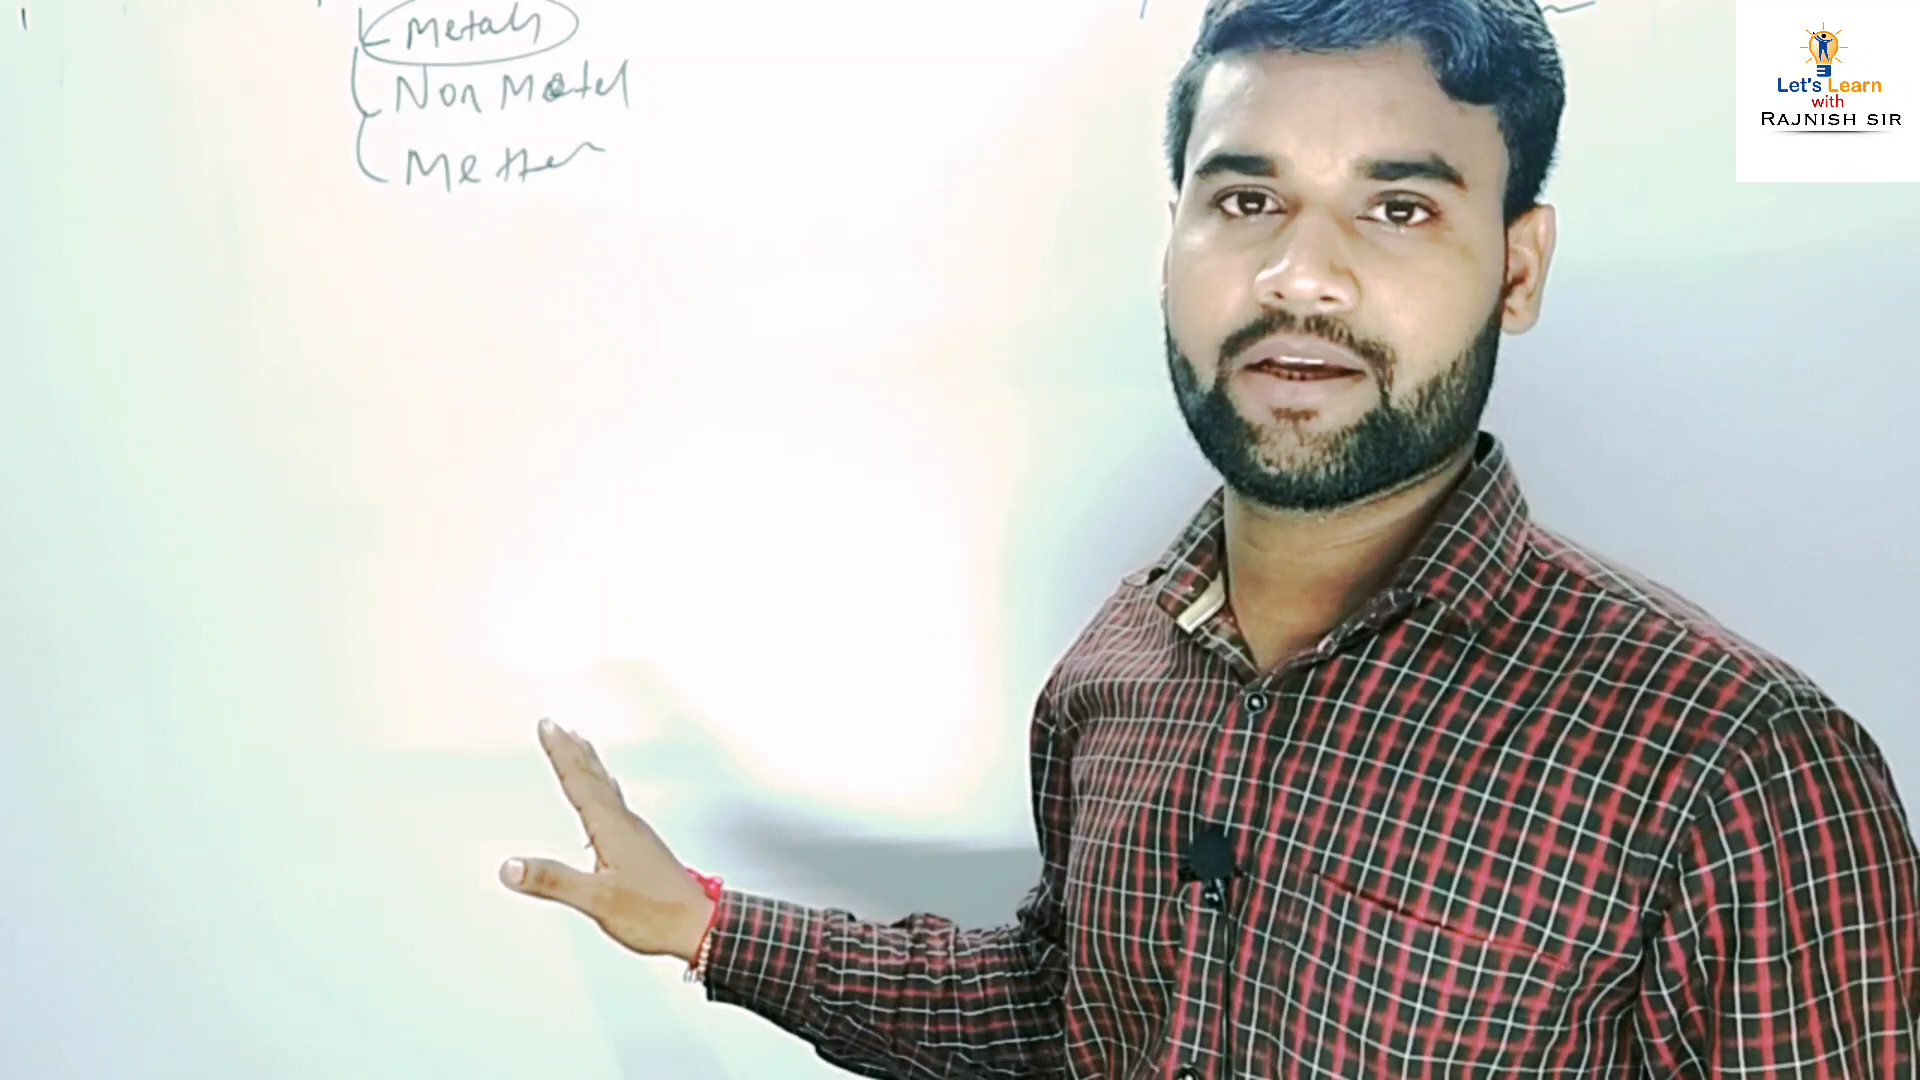 Metals
Non Metal
Metter
Let's Learn
with
RAJNISH SIR